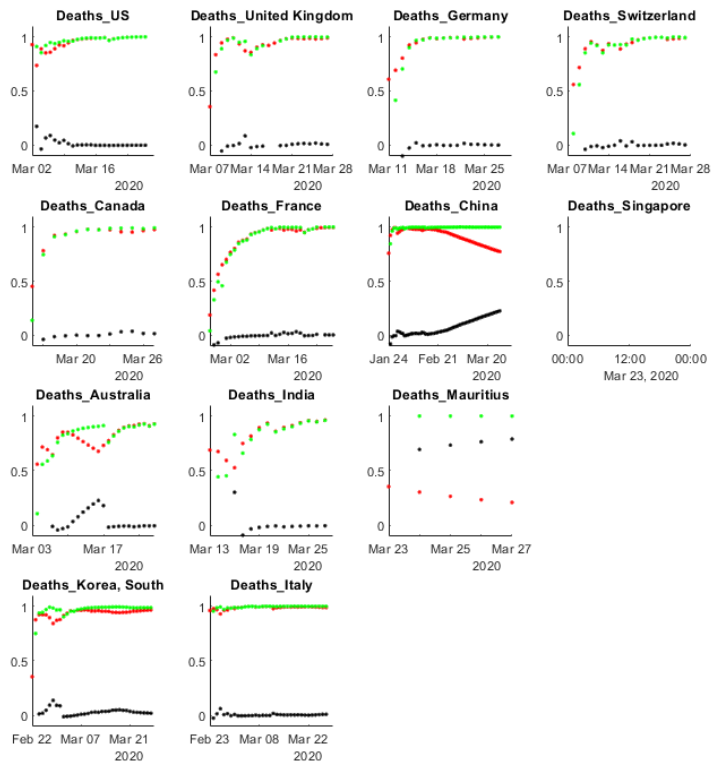 Deaths_US
Deaths_United Kingdom
Deaths_Germany
Deaths_Switzerland
1
0.5
0
Mar 02 Mar 16
2020
1
0.5
0
Mar 07 Mar 14 Mar 21 Mar 28
2020
1
0.5
0
Mar 11 Mar 18 Mar 25
2020
1
0.5
0
Mar 07 Mar 14 Mar 21 Mar 28
2020
Deaths_Canada
Deaths_France
Deaths_China
Deaths_Singapore
1
0.5
0
Mar 20 Mar 26
2020
1
0.5
0
Mar 02 Mar 16
2020
1
0.5
0
Jan 24 Feb 21 Mar 20
2020
1
0.5
0
00:00 12:00 00:00
Mar 23, 2020
Deaths_Australia
Deaths_India
Deaths_Mauritius
1
0.5
0
Mar 03 Mar 17
2020
1
0.5
0
Mar 13 Mar 19 Mar 25
2020
1
0.5
0
Mar 23 Mar 25 Mar 27
2020
Deaths_Korea, South
Deaths_Italy
1
0.5
0
Feb 22 Mar 07 Mar 21
2020
1
0.5
0
Feb 23 Mar 08 Mar 22
2020